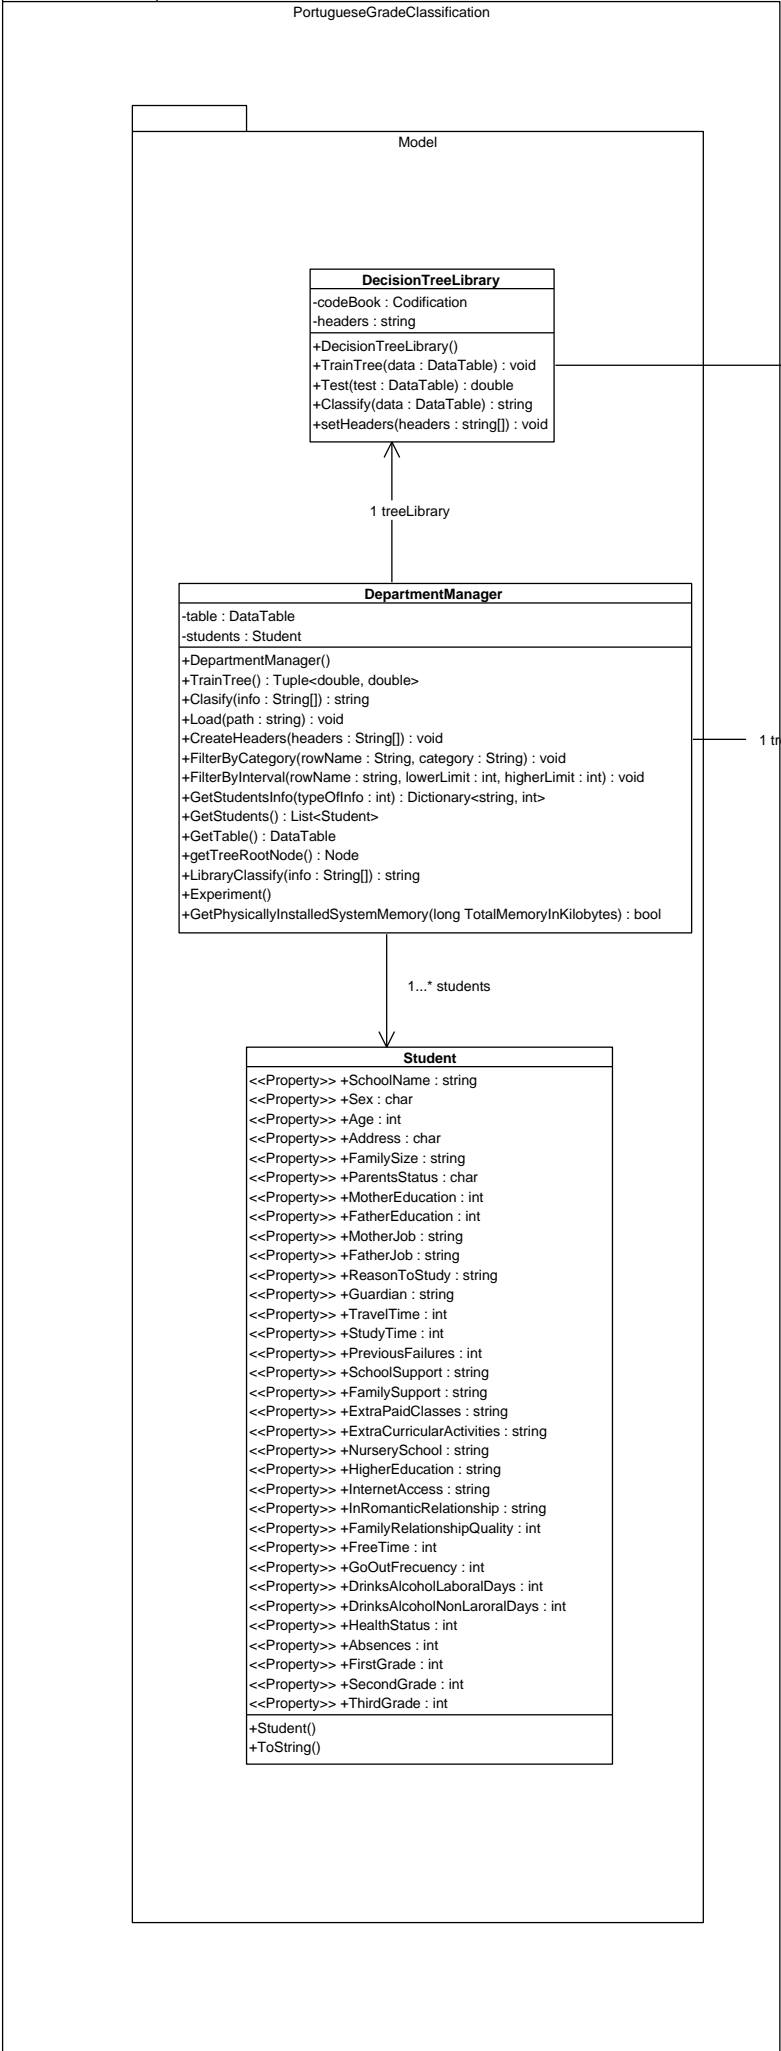 PortugueseGradeClassification
Model
DecisionTreeLibrary
-codeBook : Codification
-headers : string
+DecisionTreeLibrary()
+TrainTree(data : DataTable) : void
+Test(test : DataTable) : double
+Classify(data : DataTable) : string
+setHeaders(headers : string[]) : void
1 treeLibrary
DepartmentManager
-table : DataTable
-students : Student
+DepartmentManager()
+TrainTree() : Tuple<double, double>
+Clasify(info : String[]) : string
+Load(path : string) : void
+CreateHeaders(headers : String[]) : void
+FilterByCategory(rowName : String, category : String) : void
+FilterByInterval(rowName : string, lowerLimit : int, higherLimit : int) : void
+GetStudentsInfo(typeOfInfo : int) : Dictionary<string, int>
+GetStudents() : List<Student>
+GetTable() : DataTable
+getTreeRootNode() : Node
+LibraryClassify(info : String[]) : string
+Experiment()
+GetPhysicallyInstalledSystemMemory(long TotalMemoryInKilobytes) : bool
1 tr
1...* students
Student
<<Property>> +SchoolName : string
<<Property>> +Sex : char
<<Property>> +Age : int
<<Property>> +Address : char
<<Property>> +FamilySize : string
<<Property>> +ParentsStatus : char
<<Property>> +MotherEducation : int
<<Property>> +FatherEducation : int
<<Property>> +MotherJob : string
<<Property>> +FatherJob : string
<<Property>> +ReasonToStudy : string
<<Property>> +Guardian : string
<<Property>> +TravelTime : int
<<Property>> +StudyTime : int
<<Property>> +PreviousFailures : int
<<Property>> +SchoolSupport : string
<<Property>> +FamilySupport : string
<<Property>> +ExtraPaidClasses : string
<<Property>> +ExtraCurricularActivities : string
<<Property>> +NurserySchool : string
<<Property>> +HigherEducation : string
<<Property>> +InternetAccess : string
<<Property>> +InRomanticRelationship : string
<<Property>> +FamilyRelationshipQuality : int
<<Property>> +FreeTime : int
<<Property>> +GoOutFrecuency : int
<<Property>> +DrinksAlcoholLaboralDays : int
<<Property>> +DrinksAlcoholNonLaroralDays : int
<<Property>> +HealthStatus : int
<<Property>> +Absences : int
<<Property>> +FirstGrade : int
<<Property>> +SecondGrade : int
<<Property>> +ThirdGrade : int
+Student()
+ToString()